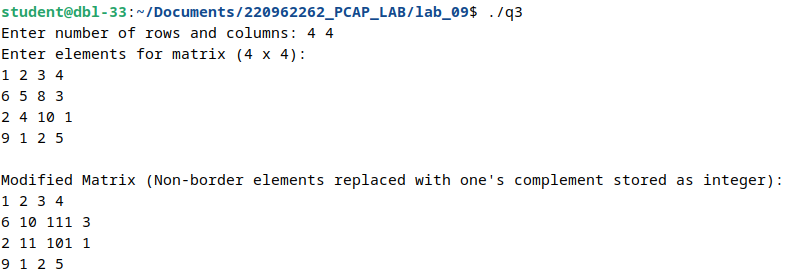 student@dbl-33:~/Documents/220962262_PCAP_LAB/lab_09$ ./q3
Enter number of rows and columns: 4 4
Enter elements for matrix (4 x 4):
1 2 3 4
6 5 8 3
2 4 10 1
9 1 2 5
Modified Matrix (Non-border elements replaced with one's complement stored as integer):
1 2 3 4
6 10 111 3
2 11 101 1
9 1 2 5